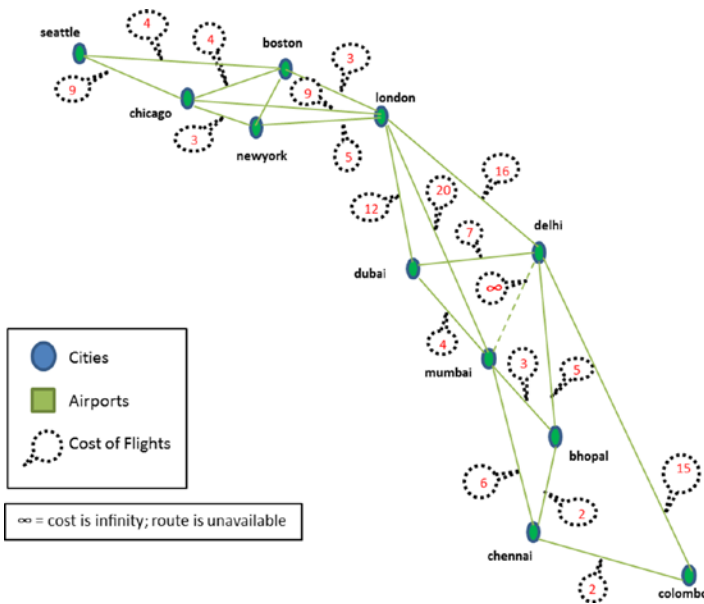 4
seattle
4
boston
3
9
9
london
chicago
3
newyork
5
16
20
12
7
delhi
dubai
∞
4
3
mumbai
5
Cities
Airports
Cost of Flights
bhopal
6
15
2
∞ = cost is infinity; route is unavailable
chennai
2
colombo